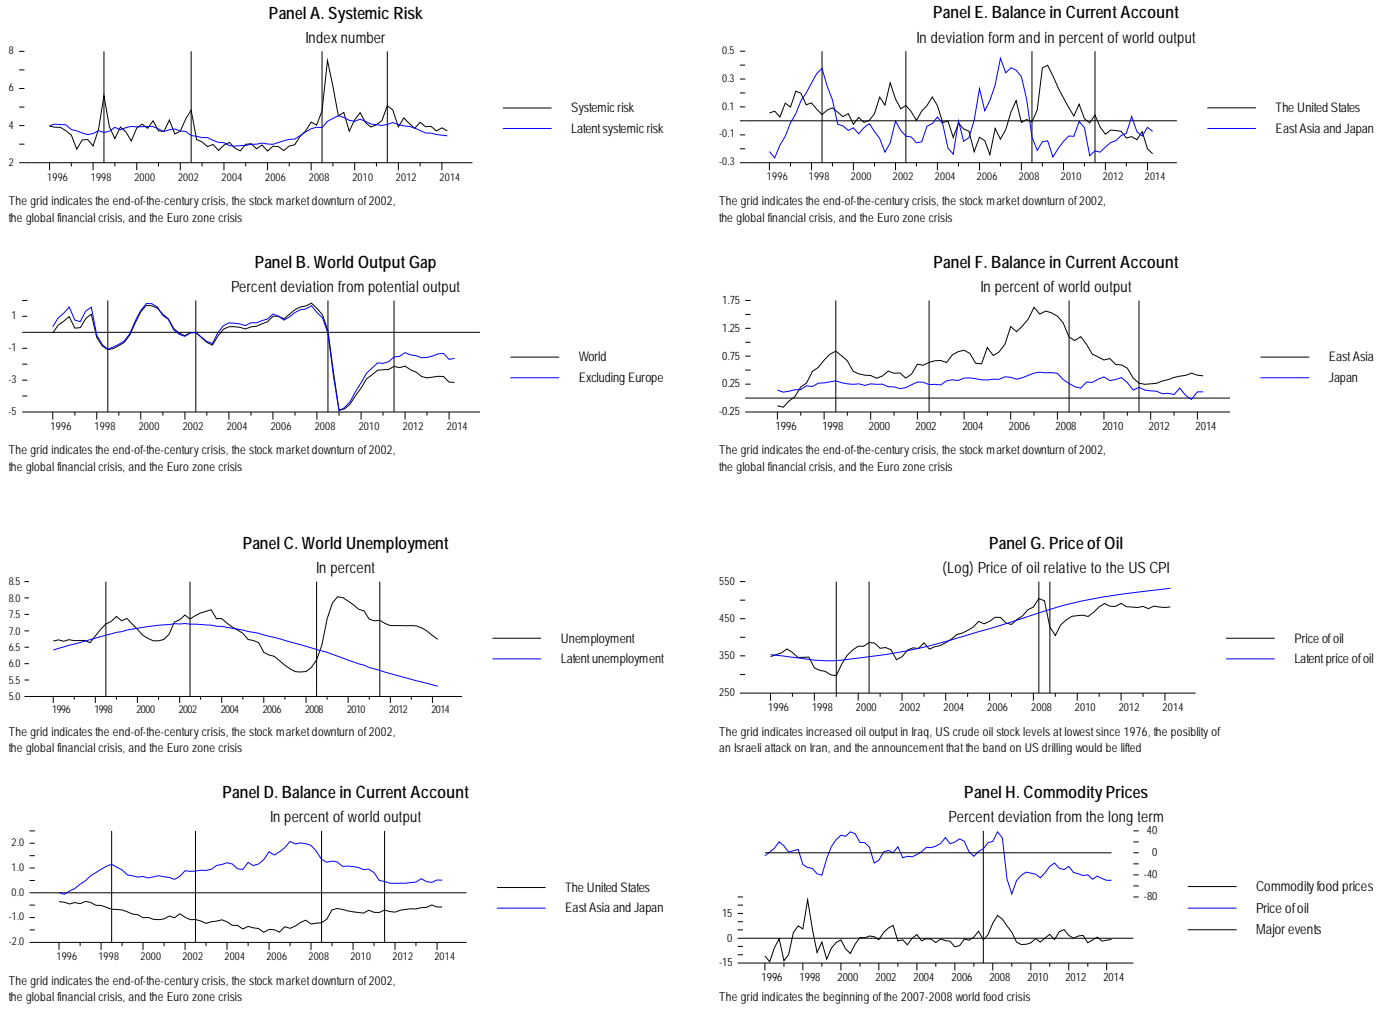 Panel A. Systemic Risk
Index number
8
6
4
2
1996 1998 2000 2002 2004 2006 2008 2010 2012 2014
Systemic risk
Latent systemic risk
The grid indicates the end-of-the-century crisis, the stock market downturn of 2002,
the global financial crisis, and the Euro zone crisis
Panel B. World Output Gap
Percent deviation from potential output
1
-1
-3
-5
1996 1998 2000 2002 2004 2006 2008 2010 2012 2014
World
Excluding Europe
The grid indicates the end-of-the-century crisis, the stock market downturn of 2002,
the global financial crisis, and the Euro zone crisis
Panel C. World Unemployment
In percent
8.5
8.0
7.5
7.0
6.5
6.0
5.5
5.0
1996 1998 2000 2002 2004 2006 2008 2010 2012 2014
Unemployment
Latent unemployment
The grid indicates the end-of-the-century crisis, the stock market downturn of 2002,
the global financial crisis, and the Euro zone crisis
Panel D. Balance in Current Account
In percent of world output
2.0
1.0
0.0
-1.0
-2.0
1996 1998 2000 2002 2004 2006 2008 2010 2012 2014
The United States
East Asia and Japan
The grid indicates the end-of-the-century crisis, the stock market downturn of 2002,
the global financial crisis, and the Euro zone crisis
Panel E. Balance in Current Account
In deviation form and in percent of world output
0.5
0.3
0.1
-0.1
-0.3
1996 1998 2000 2002 2004 2006 2008 2010 2012 2014
The United States
East Asia and Japan
The grid indicates the end-of-the-century crisis, the stock market downturn of 2002,
the global financial crisis, and the Euro zone crisis
Panel F. Balance in Current Account
In percent of world output
1.75
1.25
0.75
0.25
-0.25
1996 1998 2000 2002 2004 2006 2008 2010 2012 2014
East Asia
Japan
The grid indicates the end-of-the-century crisis, the stock market downturn of 2002,
the global financial crisis, and the Euro zone crisis
Panel G. Price of Oil
(Log) Price of oil relative to the US CPI
550
450
350
250
1996 1998 2000 2002 2004 2006 2008 2010 2012 2014
Price of oil
Latent price of oil
The grid indicates increased oil output in Iraq, US crude oil stock levels at lowest since 1976, the posiblity of
an Israeli attack on Iran, and the announcement that the band on US drilling would be lifted
Panel H. Commodity Prices
Percent deviation from the long term
40
0
-40
-80
15
0
-15
1996 1998 2000 2002 2004 2006 2008 2010 2012 2014
Commodity food prices
Price of oil
Major events
The grid indicates the beginning of the 2007-2008 world food crisis